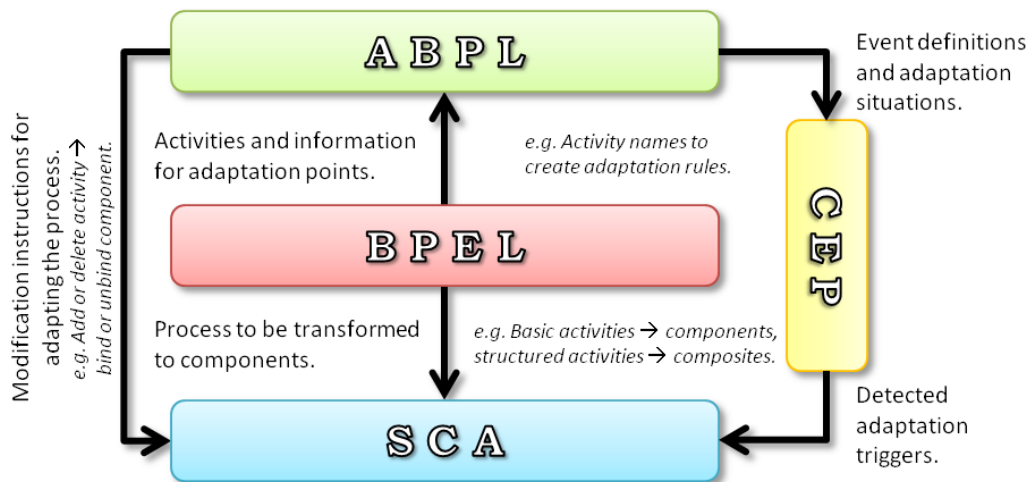 A B P L
Event definitions
and adaptation
situations.
Modification instructions for
adapting the process.
e.g. Add or delete activity →
bind or unbind component.
Activities and information
for adaptation points.
e.g. Activity names to
create adaptation rules.
C E P
B P E L
Process to be transformed
to components.
e.g. Basic activities → components,
structured activities → composites.
Detected
adaptation
triggers.
S C A